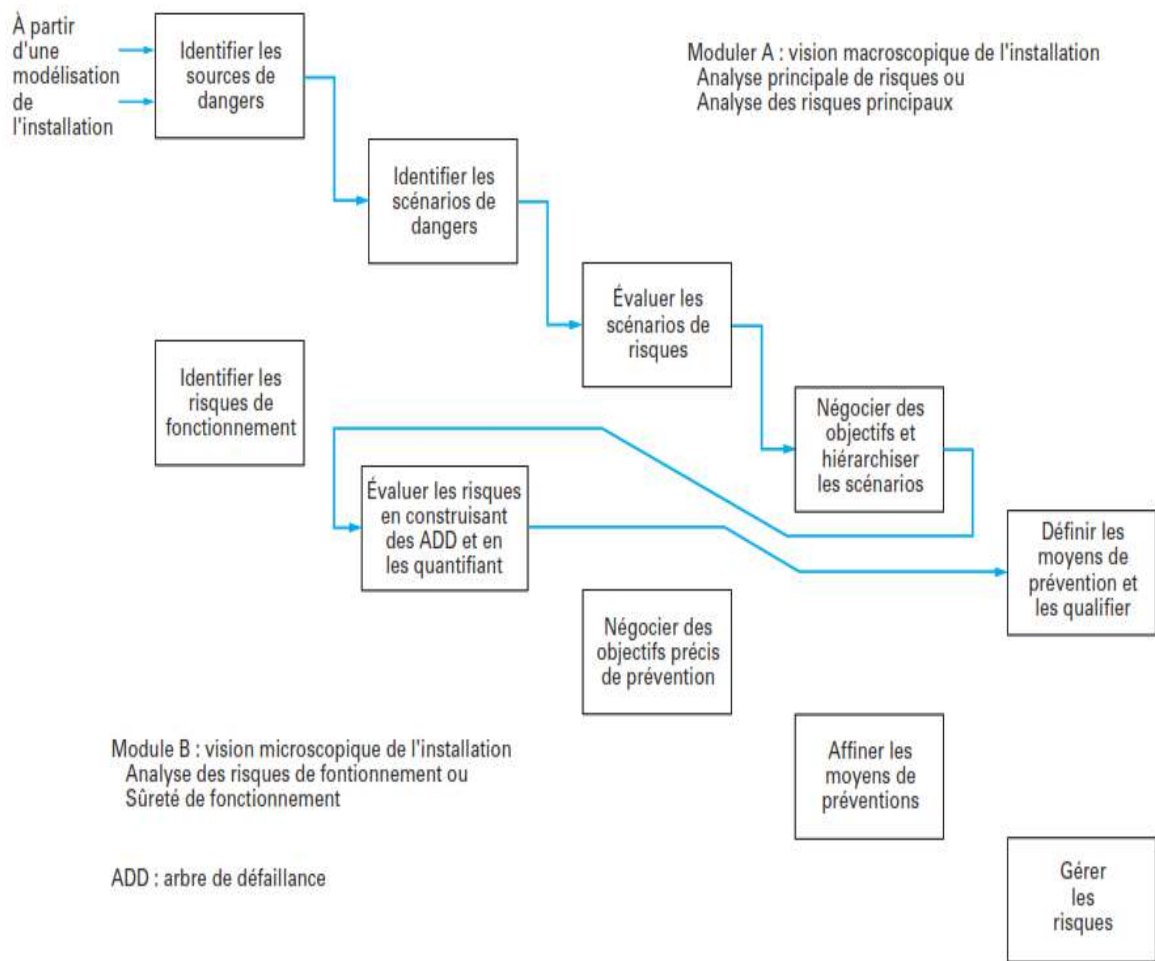 À partir
d'une
modélisation
de
l'installation
Identifier les
sources de
dangers
Moduler A : vision macroscopique de l'installation
Analyse principale de risques ou
Analyse des risques principaux
Identifier les
scénarios de
dangers
Évaluer les
scénarios de
risques
Négocier des
objectifs et
hiérarchiser
les scénarios
Définir les
moyens de
prévention et
les qualifier
Identifier les
risques de
fonctionnement
Évaluer les risques
en construisant
des ADD et en
les quantifiant
Négocier des
objectifs précis
de prévention
Affiner les
moyens de
préventions
Gérer
les
risques
Module B : vision microscopique de l'installation
Analyse des risques de fontionnement ou
Sûreté de fonctionnement
ADD : arbre de défaillance